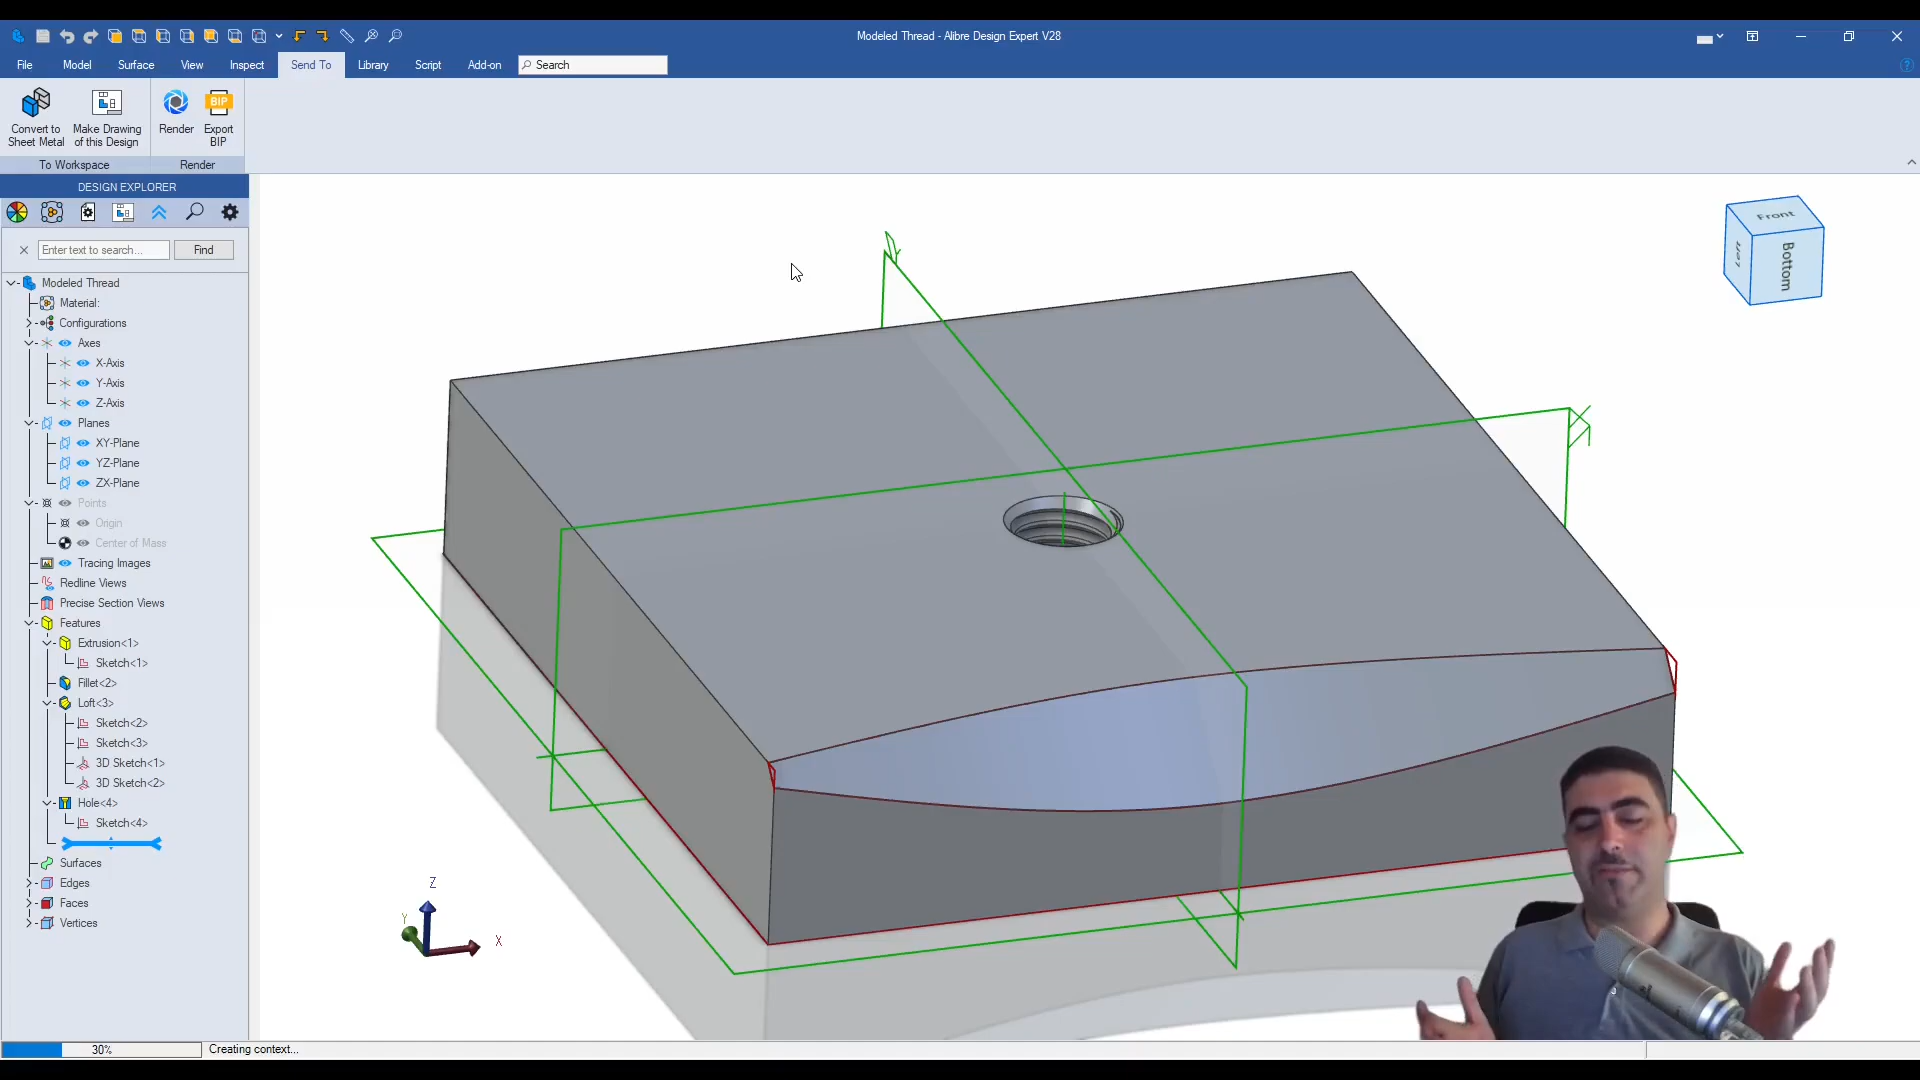 Modeled Thread - Alibre Design Expert V28
File Model Surface View Inspect Send To Library Script Add-on Search
Convert to Sheet Metal
Make Drawing of this Design
Render
BIP
Export BIP
To Workspace
Render
DESIGN EXPLORER
Enter text to search...
Find
Modeled Thread
Material:
Configurations
Axes
X-Axis
Y-Axis
Z-Axis
Planes
XY-Plane
YZ-Plane
ZX-Plane
Points
Origin
Center of Mass
Tracing Images
Redline Views
Precise Section Views
Features
Extrusion<1>
Sketch<1>
Fillet<2>
Loft<3>
Sketch<2>
Sketch<3>
3D Sketch<1>
3D Sketch<2>
Hole<4>
Sketch<4>
Surfaces
Edges
Faces
Vertices
Front
Left
Bottom
Z
Y
X
30%
Creating context...